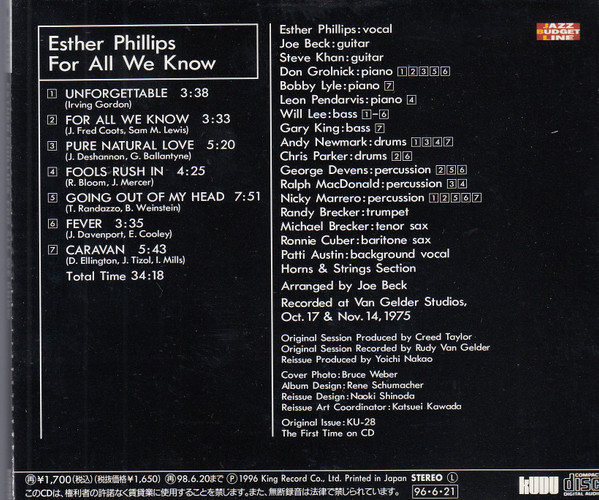 Esther Phillips
For All We Know
1 UNFORGETTABLE 3:38
(Irving Gordon)
2 FOR ALL WE KNOW 3:33
(J. Fred Coots, Sam M. Lewis)
3 PURE NATURAL LOVE 5:20
(J. Deshannon, G. Ballantyne)
4 FOOLS RUSH IN 4:25
(R. Bloom, J. Mercer)
5 GOING OUT OF MY HEAD 7:51
(T. Randazzo, B. Weinstein)
6 FEVER 3:35
(J. Davenport, E. Cooley)
7 CARAVAN 5:43
(D. Ellington, J. Tizol, I. Mills)
Total Time 34:18
Esther Phillips:vocal
Joe Beck:guitar
Steve Khan:guitar
Don Grolnick:piano 1 2 3 5 6
Bobby Lyle:piano 7
Leon Pendarvis:piano 4
Will Lee:bass 1-6
Gary King:bass 7
Andy Newmark:drums 1 3 4 7
Chris Parker:drums 2 6
George Devens:percussion 2 5 6
Ralph MacDonald:percussion 3 4
Nicky Marrero:percussion 1 2 5 6 7
Randy Brecker:trumpet
Michael Brecker:tenor sax
Ronnie Cuber:baritone sax
Patti Austin:background vocal
Horns & Strings Section
Arranged by Joe Beck
Recorded at Van Gelder Studios,
Oct. 17 & Nov. 14, 1975
Original Session Produced by Creed Taylor
Original Session Recorded by Rudy Van Gelder
Reissue Produced by Yoichi Nakao
Cover Photo:Bruce Weber
Album Design:Rene Schumacher
Reissue Design:Naoki Shinoda
Reissue Art Coordinator:Katsuei Kawada
Original Issue:KU-28
The First Time on CD
JAZZ
BUDGET
LINE
再¥1,700(税込)(税抜価格¥1,650) 再98.6.20まで Ⓟ1996 King Record Co., Ltd. Printed in Japan STEREO Ⓛ
このCDは、権利者の許諾なく賃貸業に使用することを禁じます。また、無断録音は法律で禁じられています。 96・6・21
KUDU
COMPACT
disc
DIGITAL AUDIO